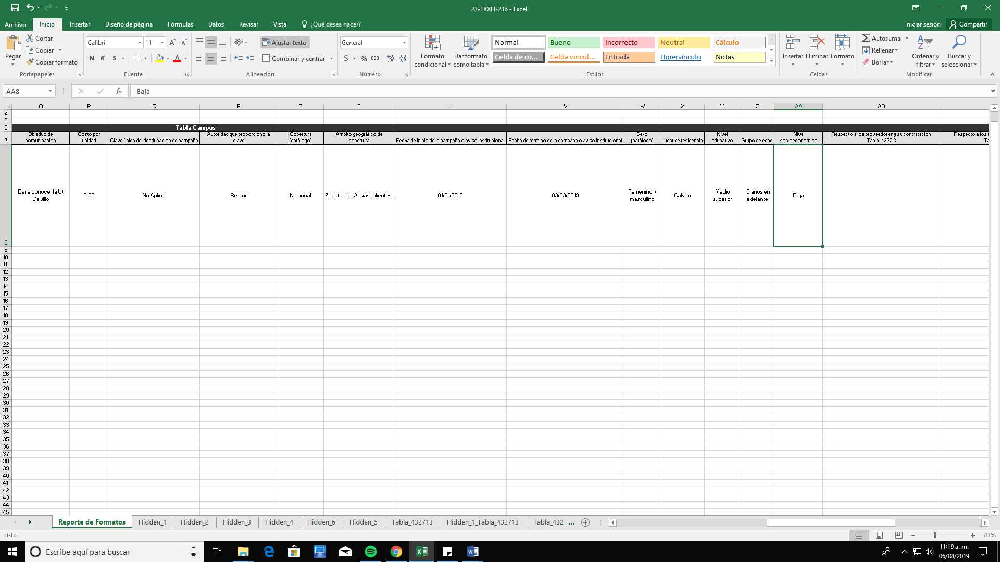 23-FXXIII-23b - Excel
Archivo Inicio Insertar Diseño de página Fórmulas Datos Revisar Vista ¿Qué desea hacer? Iniciar sesión Compartir
Pegar
Cortar
Copiar
Copiar formato
Portapapeles
Calibri 11
N K S
Fuente
Ajustar texto
Combinar y centrar
Alineación
General
$ % 000
Número
Formato condicional
Dar formato como tabla
Normal Bueno Incorrecto Neutral Cálculo
Celda de co... Celda vincul... Entrada Hipervínculo Notas
Estilos
Insertar Eliminar Formato
Celdas
Autosuma
Rellenar
Borrar
Ordenar y filtrar
Buscar y seleccionar
Modificar
AA8 fx Baja
O P Q R S T U V W X Y Z AA AB
2
3
6 Tabla Campos
7 Objetivo de comunicación Costo por unidad Clave única de identificación de campaña Autoridad que proporcionó la clave Cobertura (catálogo) Ámbito geográfico de cobertura Fecha de inicio de la campaña o aviso institucional Fecha de término de la campaña o aviso institucional Sexo (catálogo) Lugar de residencia Nivel educativo Grupo de edad Nivel socioeconómico Respecto a los proveedores y su contratación Tabla_432713 Respecto a los
8 Dar a conocer la Ut Calvillo 0.00 No Aplica Rector Nacional Zacatecas, Aguascalientes. 01/01/2019 03/03/2019 Femenino y masculino Calvillo Medio superior 18 años en adelante Baja
9
10
11
12
13
14
15
16
17
18
19
20
21
22
23
24
25
26
27
28
29
30
31
32
33
34
35
36
37
38
39
40
41
42
43
44
45
Reporte de Formatos Hidden_1 Hidden_2 Hidden_3 Hidden_4 Hidden_6 Hidden_5 Tabla_432713 Hidden_1_Tabla_432713 Tabla_432 ...
Listo 70 %
Escribe aquí para buscar
11:19 a. m.
06/08/2019